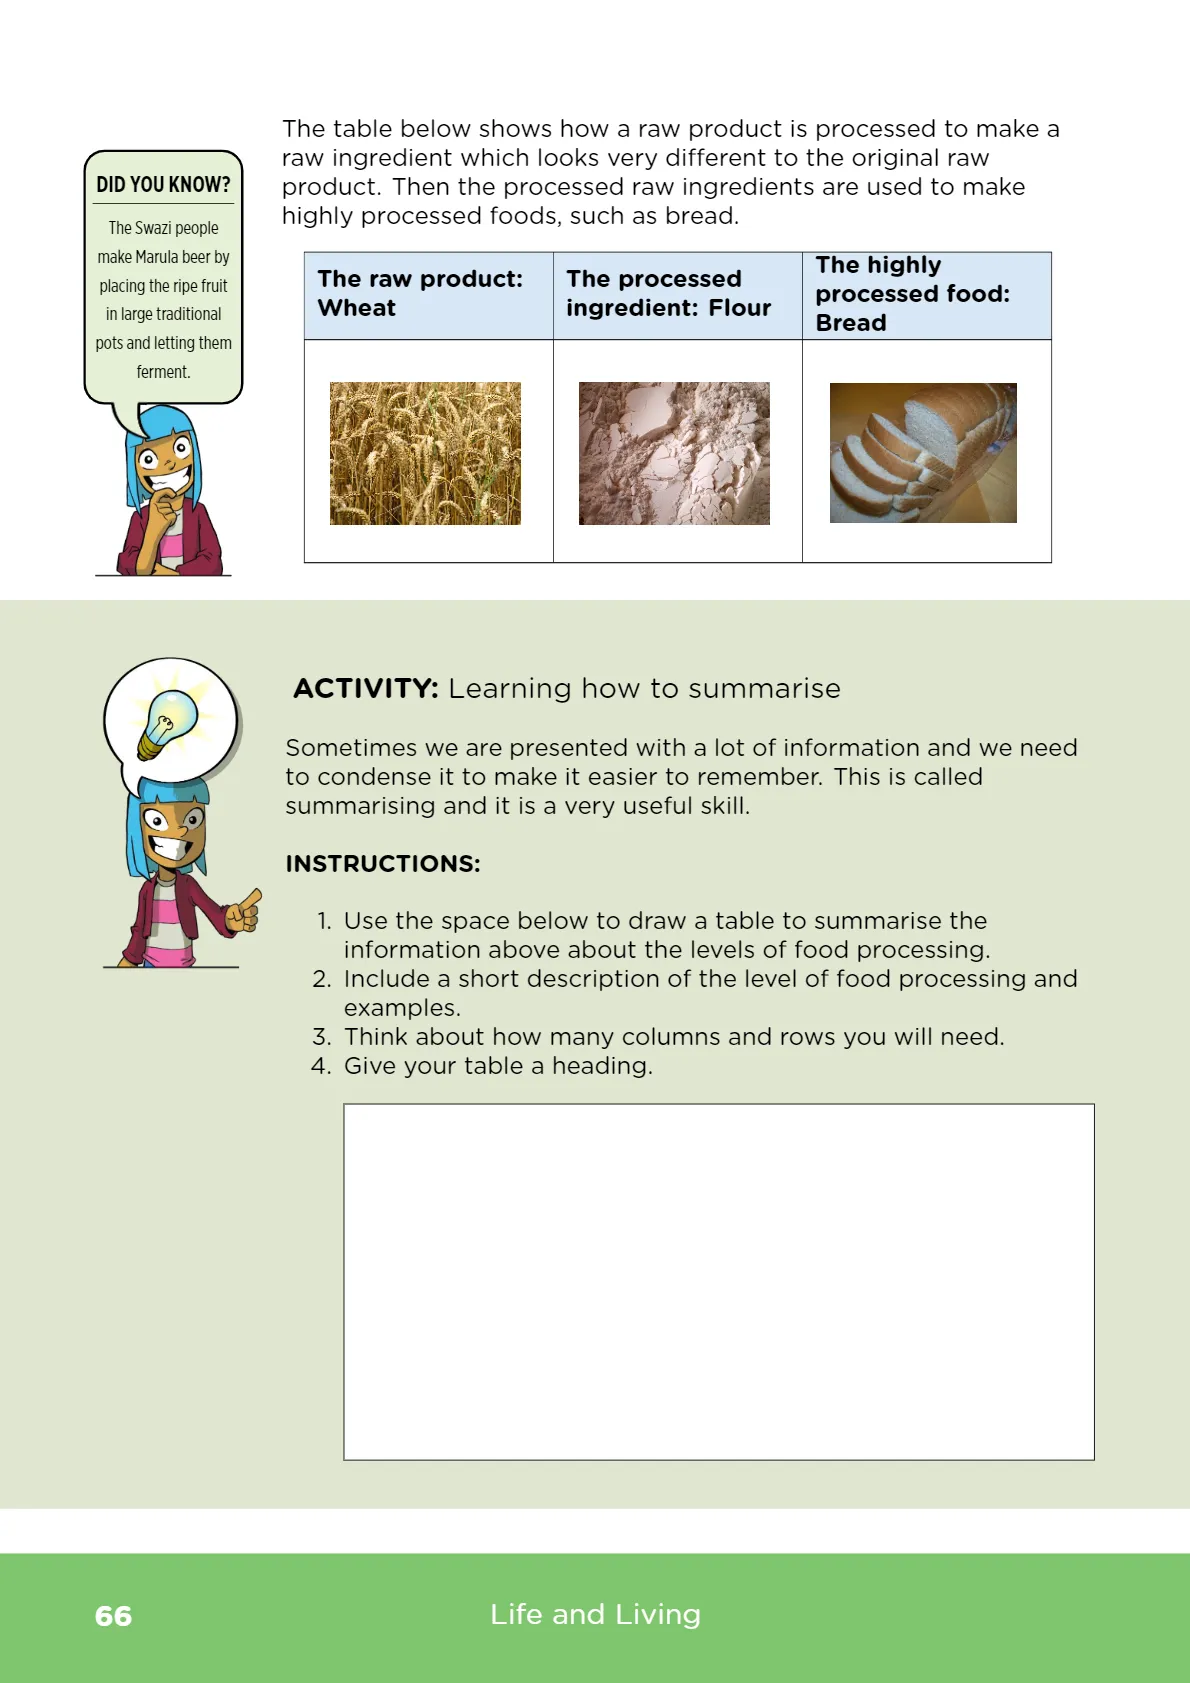 The table below shows how a raw product is processed to make a
raw ingredient which looks very different to the original raw
product. Then the processed raw ingredients are used to make
highly processed foods, such as bread.
DID YOU KNOW?
The Swazi people
make Marula beer by
placing the ripe fruit
in large traditional
pots and letting them
ferment.
The raw product:
Wheat
The processed
ingredient: Flour
The highly
processed food:
Bread
ACTIVITY: Learning how to summarise
Sometimes we are presented with a lot of information and we need
to condense it to make it easier to remember. This is called
summarising and it is a very useful skill.
INSTRUCTIONS:
1. Use the space below to draw a table to summarise the
information above about the levels of food processing.
2. Include a short description of the level of food processing and
examples.
3. Think about how many columns and rows you will need.
4. Give your table a heading.
66
Life and Living